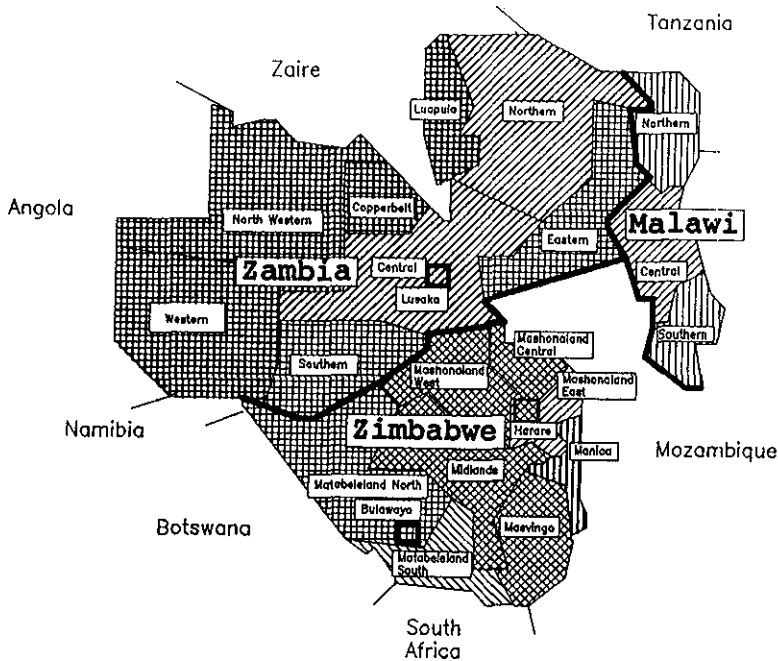 Tanzania
Zaire
Luapula
Northern
Northern
Angola
North Western
Copperbelt
Eastern
Malawi
Zambia
Central
Central
Lusaka
Western
Southern
Southern
Mashonaland
Central
Mashonaland
West
Mashonaland
East
Namibia
Zimbabwe
Harare
Manica
Mozambique
Midlands
Matabeleland North
Bulawayo
Botswana
Masvingo
Matabeleland
South
South
Africa